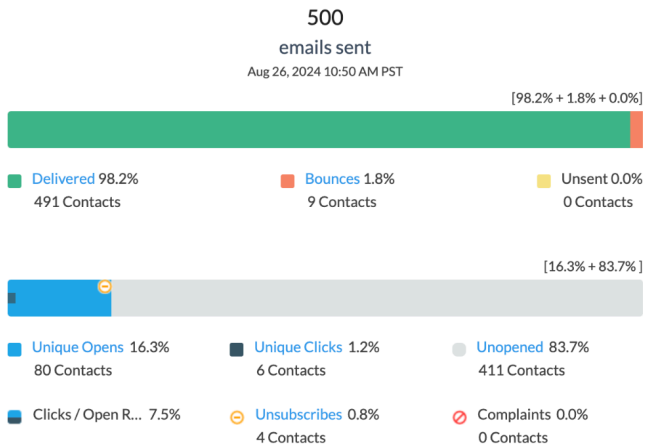 500
emails sent
Aug 26, 2024 10:50 AM PST
[98.2% + 1.8% + 0.0%]
Delivered 98.2% Bounces 1.8% Unsent 0.0%
491 Contacts 9 Contacts 0 Contacts
[16.3% + 83.7% ]
Unique Opens 16.3% Unique Clicks 1.2% Unopened 83.7%
80 Contacts 6 Contacts 411 Contacts
Clicks / Open R... 7.5% Unsubscribes 0.8% Complaints 0.0%
4 Contacts 0 Contacts